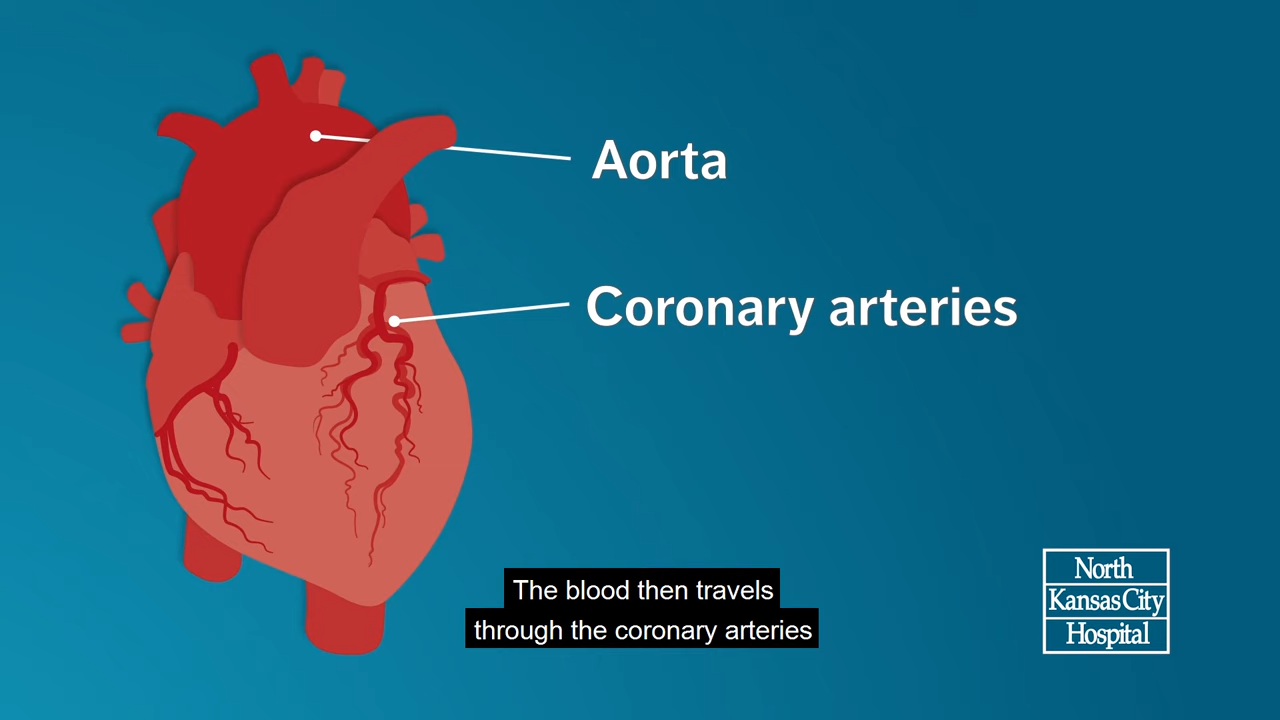 Aorta
Coronary arteries
The blood then travels
through the coronary arteries
North
Kansas City
Hospital